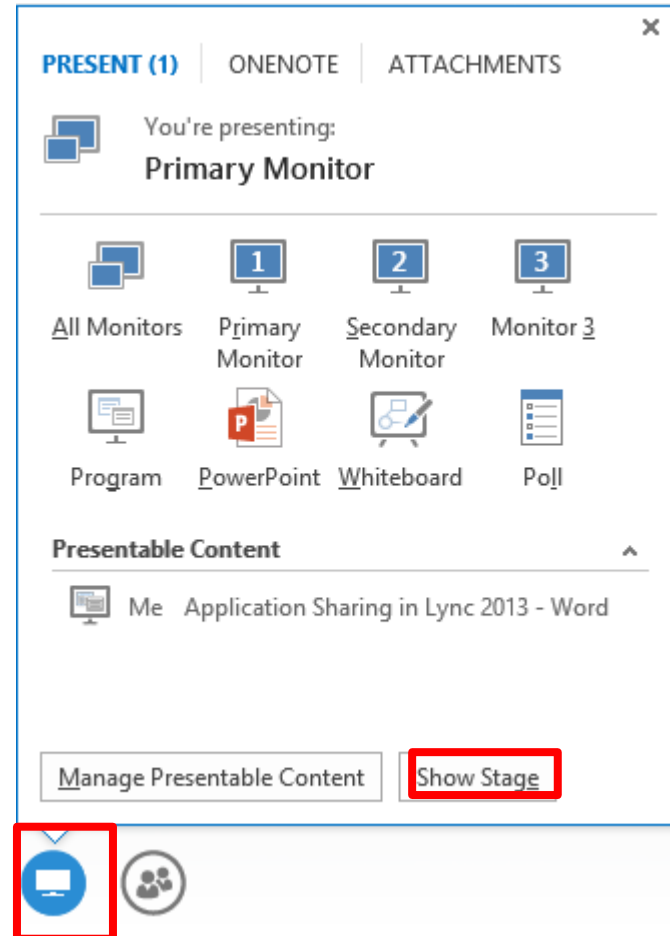 PRESENT (1) ONENOTE ATTACHMENTS
You're presenting:
Primary Monitor
1 2 3
All Monitors Primary Monitor Secondary Monitor Monitor 3
P
Program PowerPoint Whiteboard Poll
Presentable Content
Me Application Sharing in Lync 2013 - Word
Manage Presentable Content Show Stage